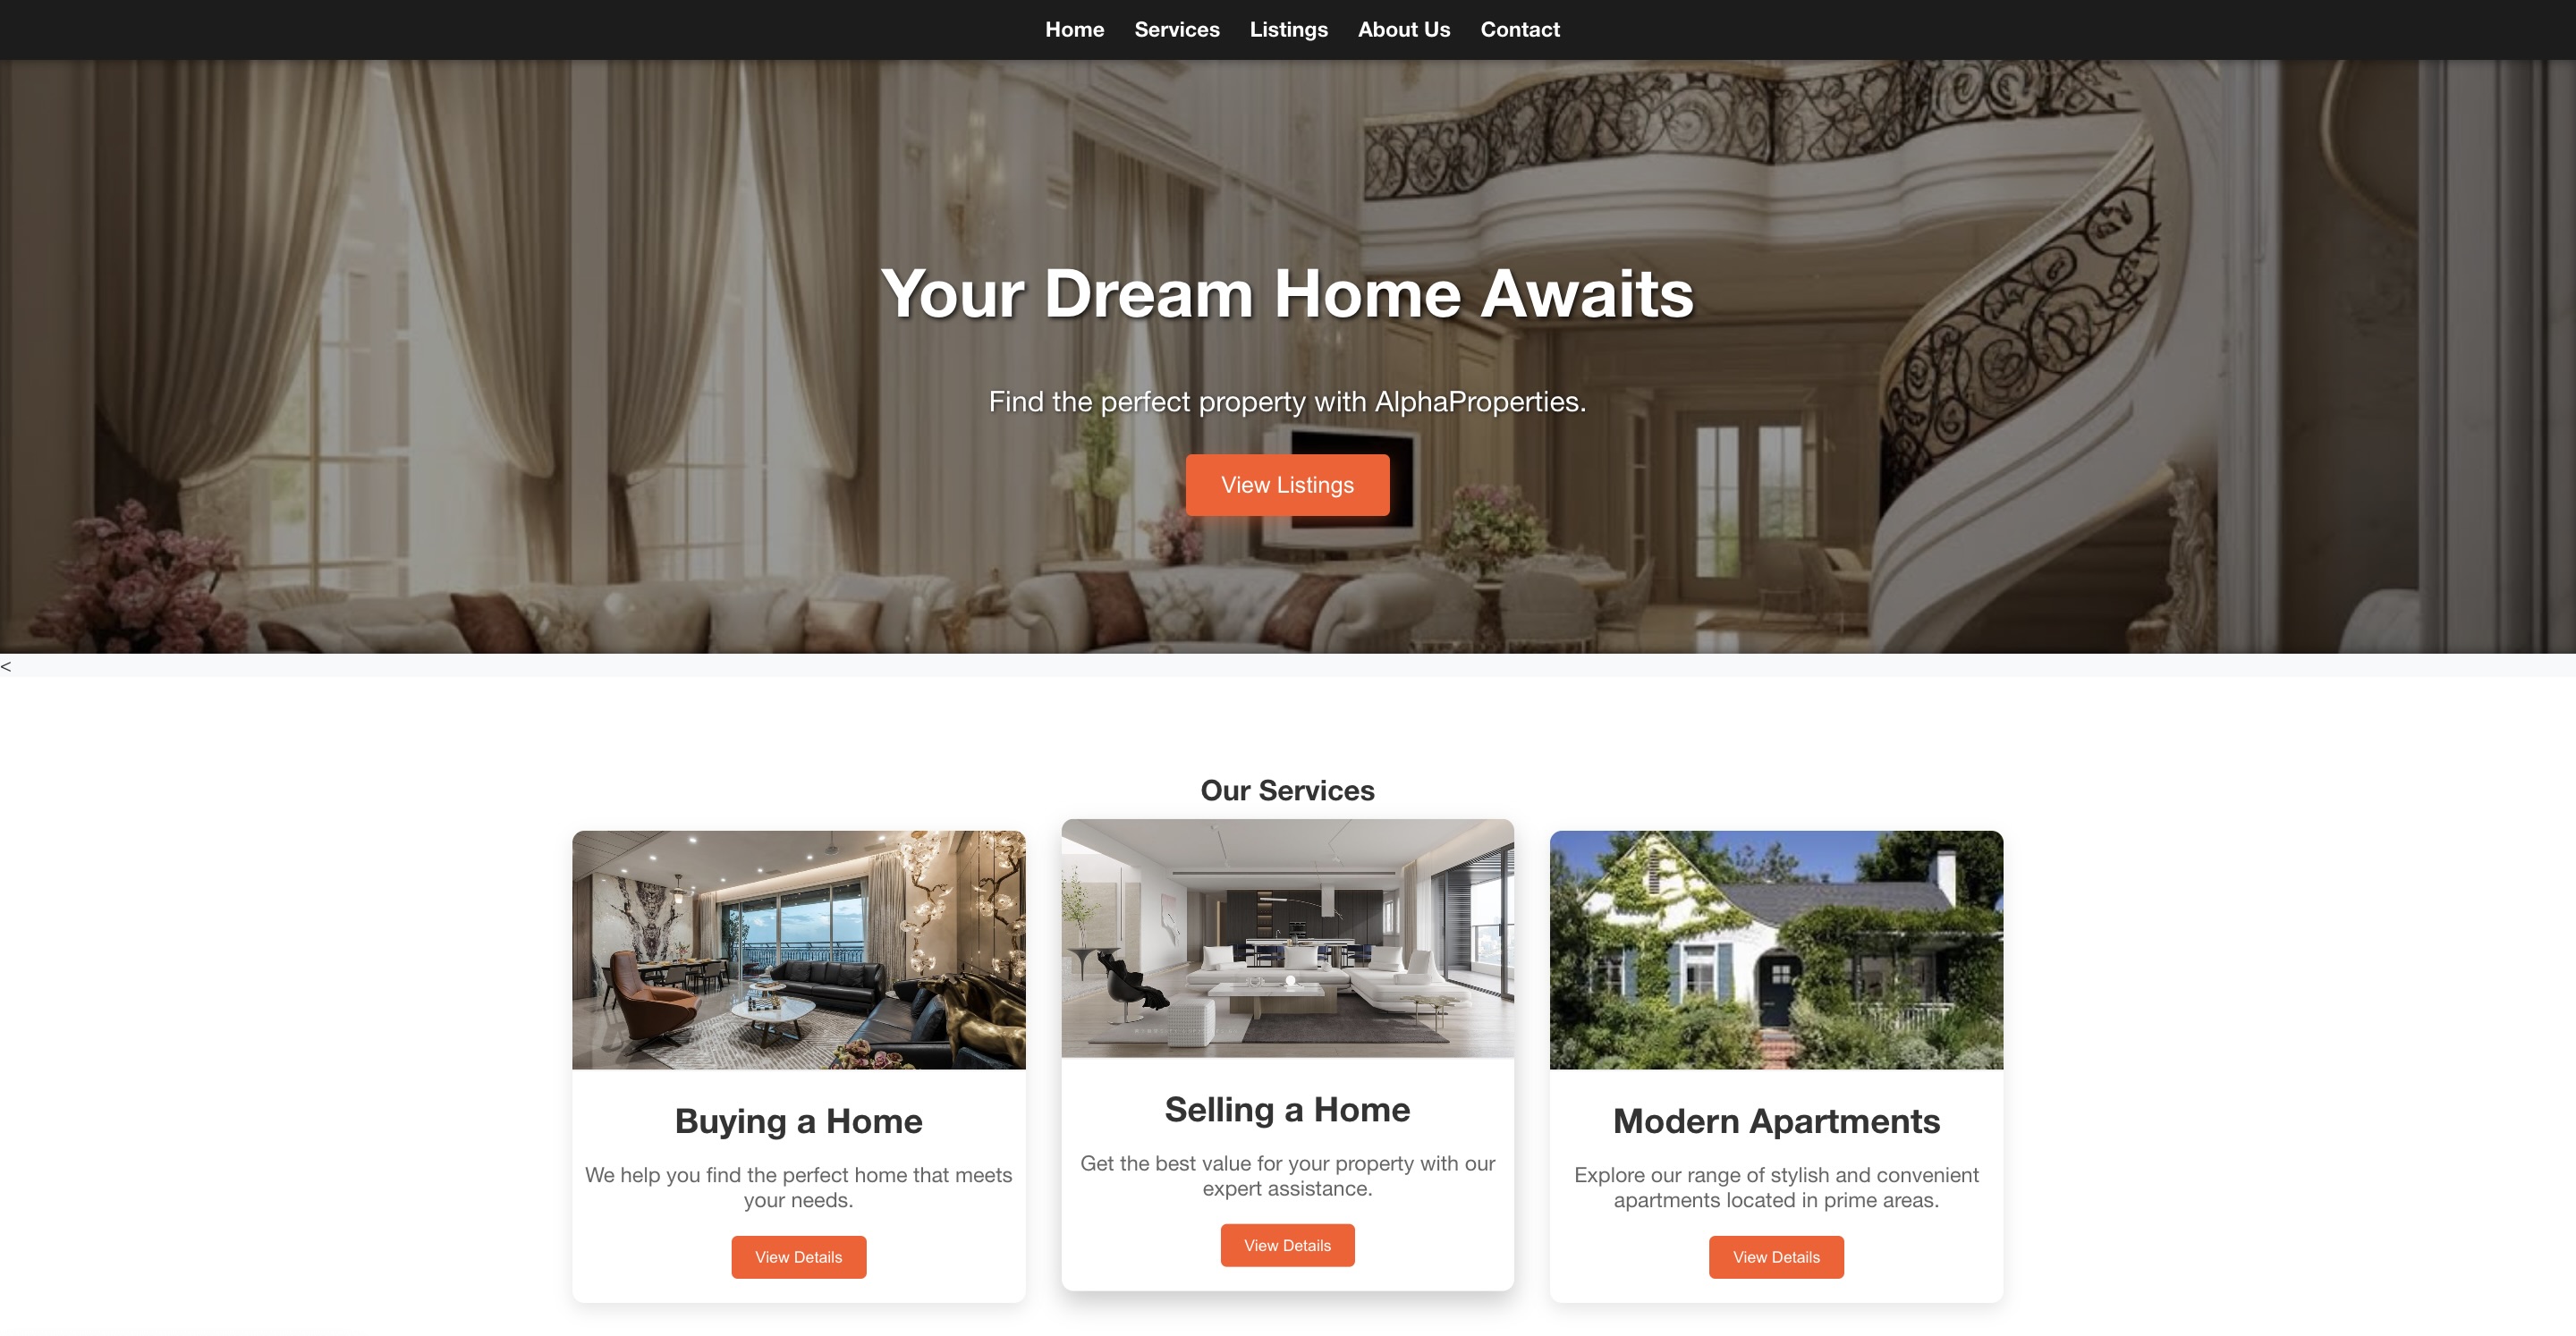 Home Services Listings About Us Contact
Your Dream Home Awaits
Find the perfect property with AlphaProperties.
View Listings
<
Our Services
Buying a Home
We help you find the perfect home that meets
your needs.
View Details
Selling a Home
Get the best value for your property with our
expert assistance.
View Details
Modern Apartments
Explore our range of stylish and convenient
apartments located in prime areas.
View Details